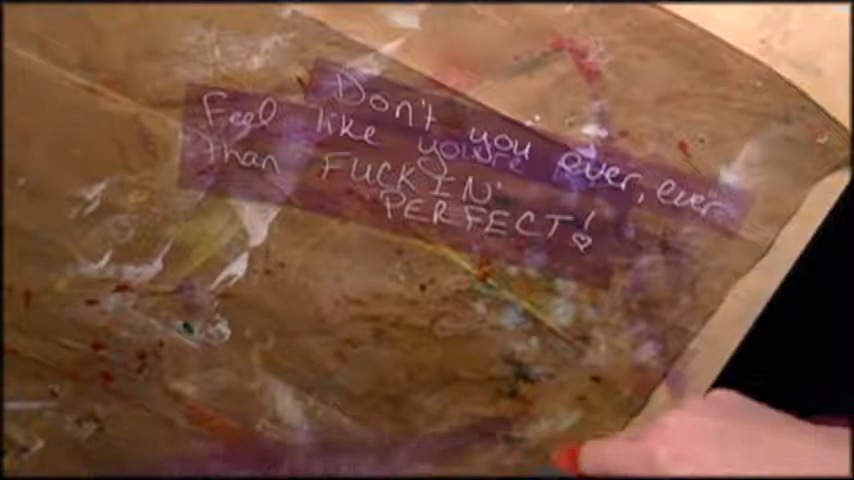 Don't you ever, ever
Feel like you're
than FUCKIN'
PERFECT!